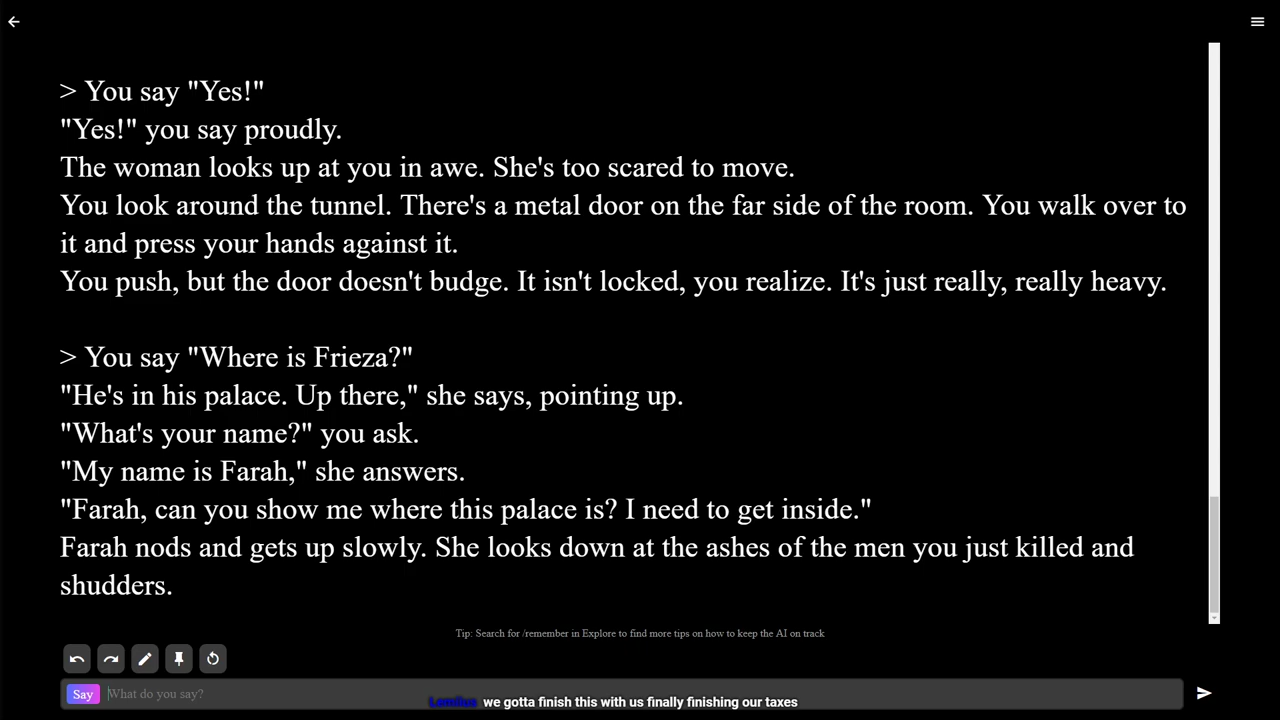 > You say "Yes!"
"Yes!" you say proudly.
The woman looks up at you in awe. She's too scared to move.
You look around the tunnel. There's a metal door on the far side of the room. You walk over to
it and press your hands against it.
You push, but the door doesn't budge. It isn't locked, you realize. It's just really, really heavy.
> You say "Where is Frieza?"
"He's in his palace. Up there," she says, pointing up.
"What's your name?" you ask.
"My name is Farah," she answers.
"Farah, can you show me where this palace is? I need to get inside."
Farah nods and gets up slowly. She looks down at the ashes of the men you just killed and
shudders.
Tip: Search for /remember in Explore to find more tips on how to keep the AI on track
Say What do you say?
we gotta finish this with us finally finishing our taxes